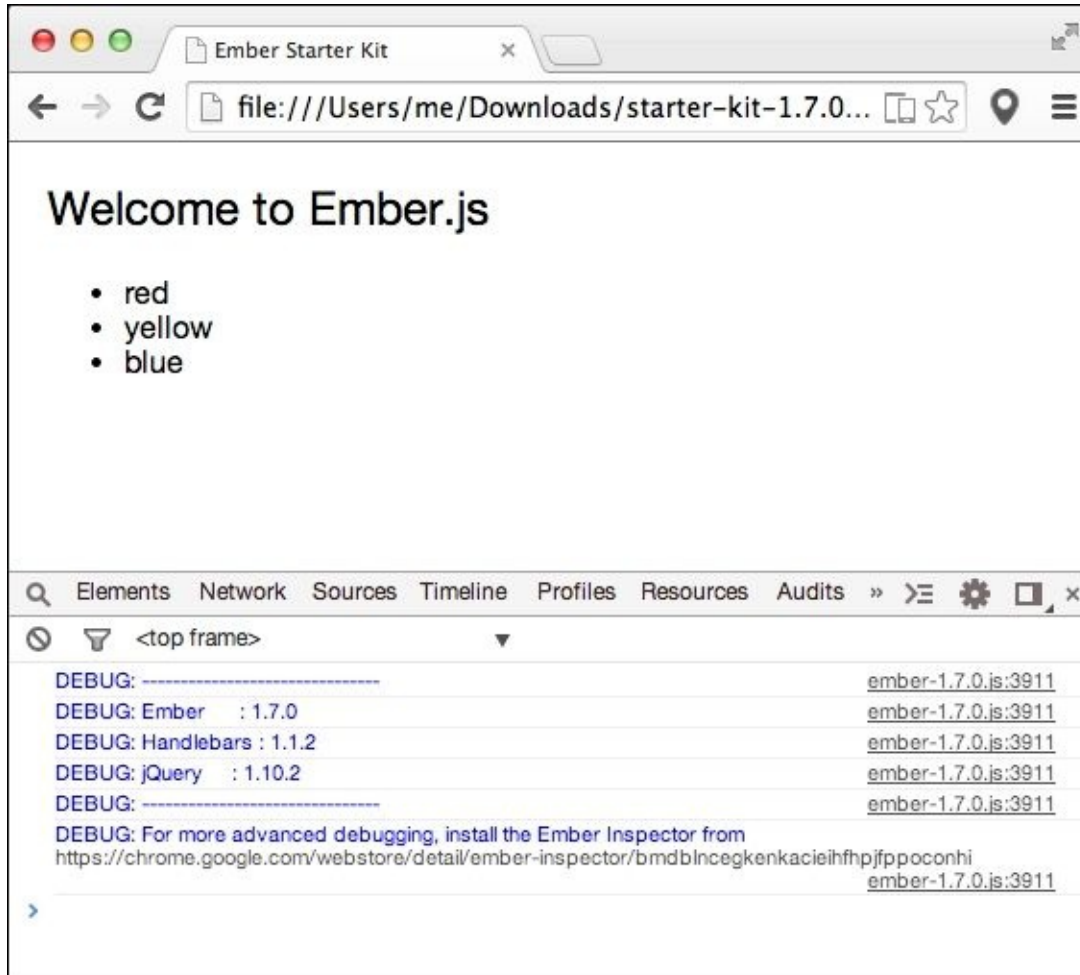 Ember Starter Kit
file:///Users/me/Downloads/starter-kit-1.7.0...
Welcome to Ember.js
• red
• yellow
• blue
Elements Network Sources Timeline Profiles Resources Audits »
<top frame>
DEBUG: -------------------------------- ember-1.7.0.js:3911
DEBUG: Ember : 1.7.0 ember-1.7.0.js:3911
DEBUG: Handlebars : 1.1.2 ember-1.7.0.js:3911
DEBUG: jQuery : 1.10.2 ember-1.7.0.js:3911
DEBUG: -------------------------------- ember-1.7.0.js:3911
DEBUG: For more advanced debugging, install the Ember Inspector from
https://chrome.google.com/webstore/detail/ember-inspector/bmdblncegkenkacieihfhpjfppoconhi
ember-1.7.0.js:3911